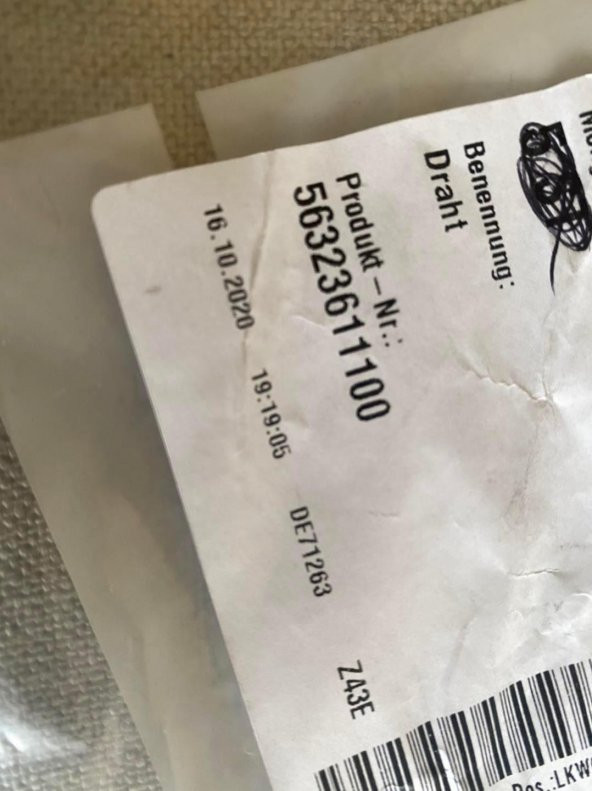 Benennung:
Draht
Produkt-Nr.:
56323611100
16.10.2020 19:19:05 DE71263 Z43E